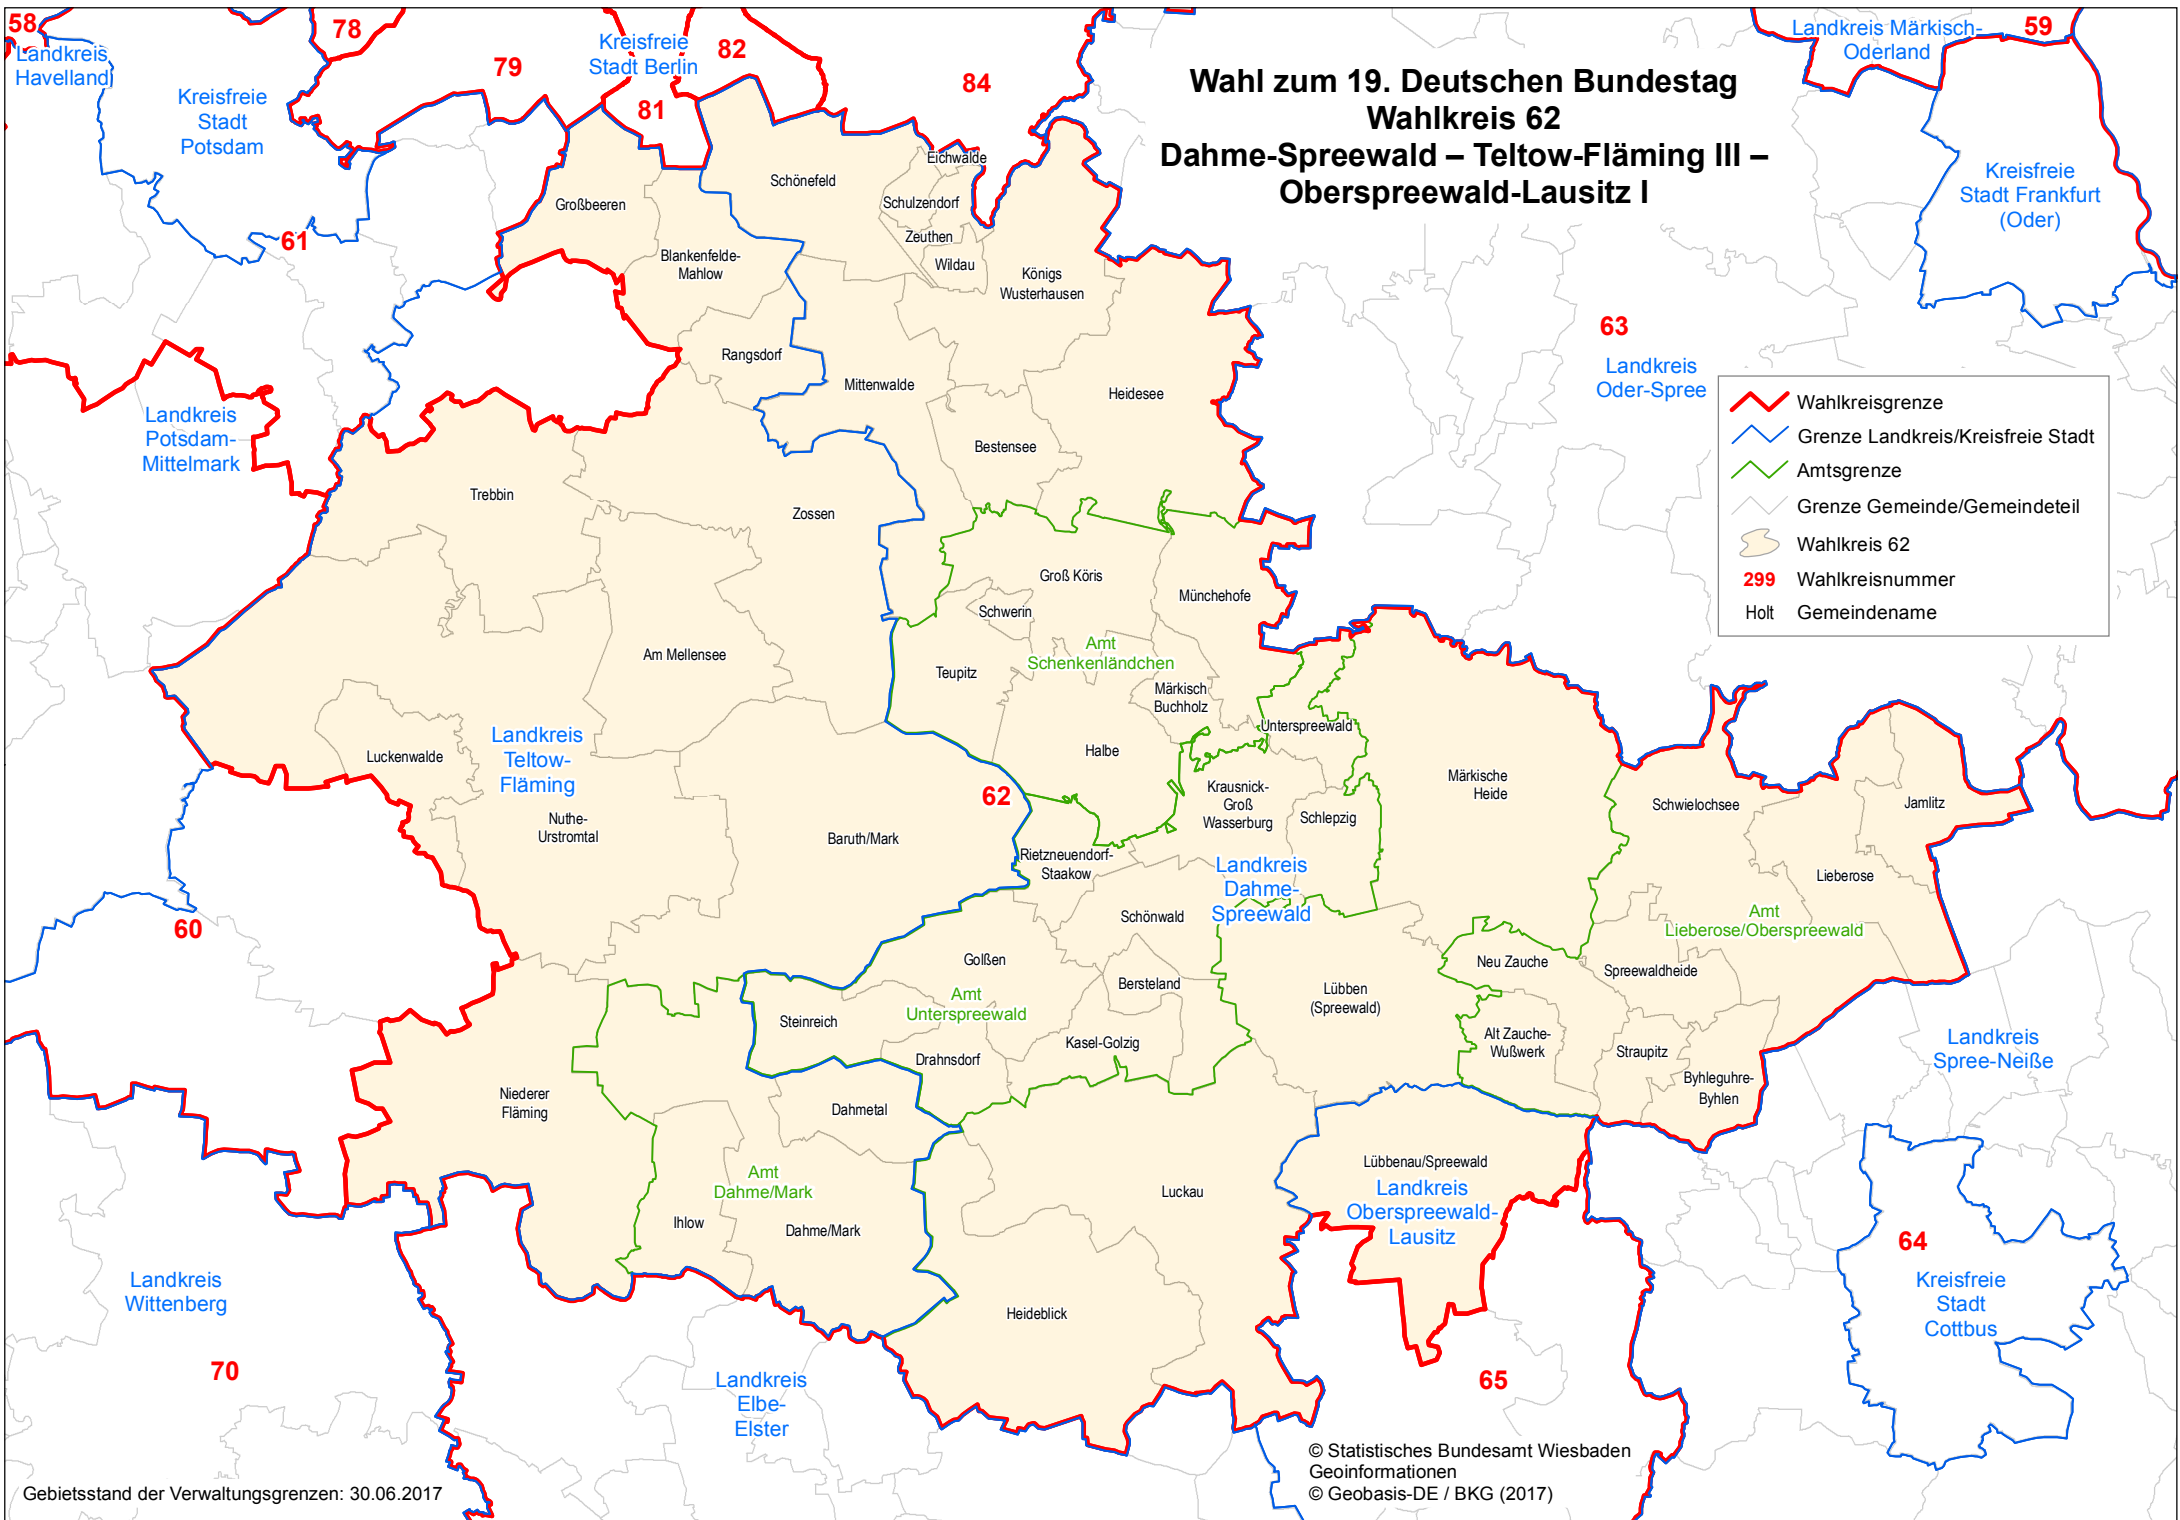 Wahl zum 19. Deutschen Bundestag
Wahlkreis 62
Dahme-Spreewald – Teltow-Fläming III –
Oberspreewald-Lausitz I
58
Landkreis
Havelland
78
79
Kreisfreie
Stadt Berlin
82
81
84
Landkreis Märkisch-
Oderland
59
Kreisfreie
Stadt
Potsdam
61
Kreisfreie
Stadt Frankfurt
(Oder)
63
Landkreis
Oder-Spree
Landkreis
Potsdam-
Mittelmark
Wahlkreisgrenze
Grenze Landkreis/Kreisfreie Stadt
Amtsgrenze
Grenze Gemeinde/Gemeindeteil
Wahlkreis 62
299 Wahlkreisnummer
Holt Gemeindename
Großbeeren
Blankenfelde-
Mahlow
Schönefeld
Eichwalde
Schulzendorf
Zeuthen
Wildau
Königs
Wusterhausen
Rangsdorf
Mittenwalde
Heidesee
Bestensee
Trebbin
Zossen
Groß Köris
Schwerin
Münchehofe
Amt
Schenkenländchen
Am Mellensee
Teupitz
Märkisch
Buchholz
Unterspreewald
Halbe
Luckenwalde
Landkreis
Teltow-
Fläming
62
Krausnick-
Groß
Wasserburg
Schlepzig
Märkische
Heide
Schwielochsee
Jamlitz
Nuthe-
Urstromtal
Baruth/Mark
Rietzneuendorf-
Staakow
Landkreis
Dahme-
Spreewald
Lieberose
Amt
Lieberose/Oberspreewald
60
Schönwald
Golßen
Bersteland
Neu Zauche
Spreewaldheide
Lübben
(Spreewald)
Amt
Unterspreewald
Steinreich
Drahnsdorf
Kasel-Golzig
Alt Zauche-
Wußwerk
Straupitz
Byhleguhre-
Byhlen
Landkreis
Spree-Neiße
Niederer
Fläming
Dahmetal
Amt
Dahme/Mark
Ihlow
Dahme/Mark
Luckau
Lübbenau/Spreewald
Landkreis
Oberspreewald-
Lausitz
64
Kreisfreie
Stadt
Cottbus
Landkreis
Wittenberg
70
Heideblick
Landkreis
Elbe-
Elster
65
© Statistisches Bundesamt Wiesbaden
Geoinformationen
© Geobasis-DE / BKG (2017)
Gebietsstand der Verwaltungsgrenzen: 30.06.2017